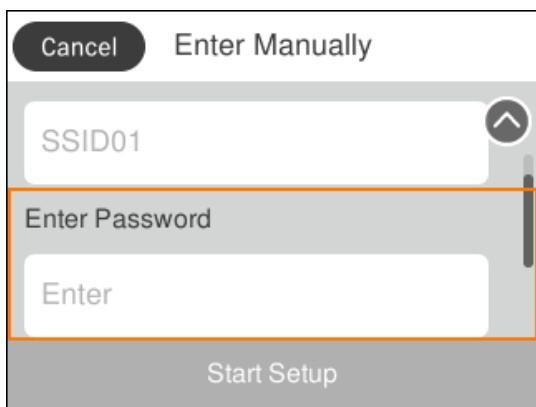 Cancel Enter Manually
SSID01
Enter Password
Enter
Start Setup